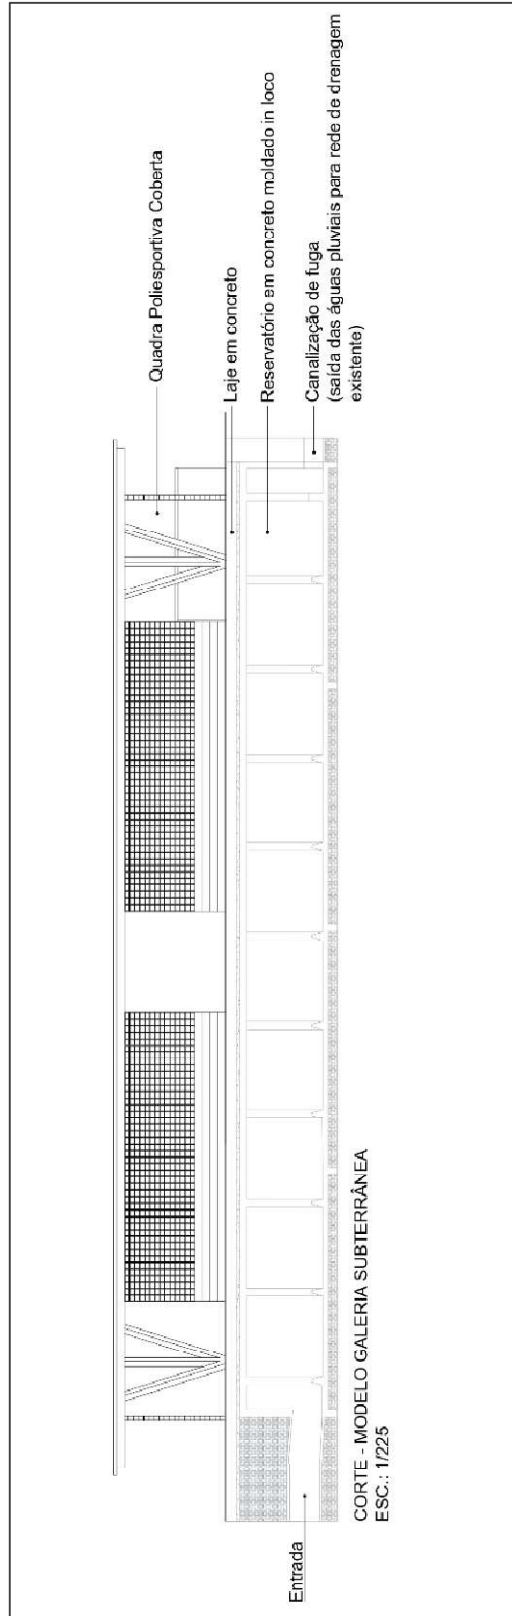 Quadra Poliesportiva Coberta
Laje em concreto
Reservatório em concreto moldado in loco
Canalização de fuga
(saída das águas pluviais para rede de drenagem
existente)
Entrada
CORTE - MODELO GALERIA SUBTERRÂNEA
ESC.: 1/225